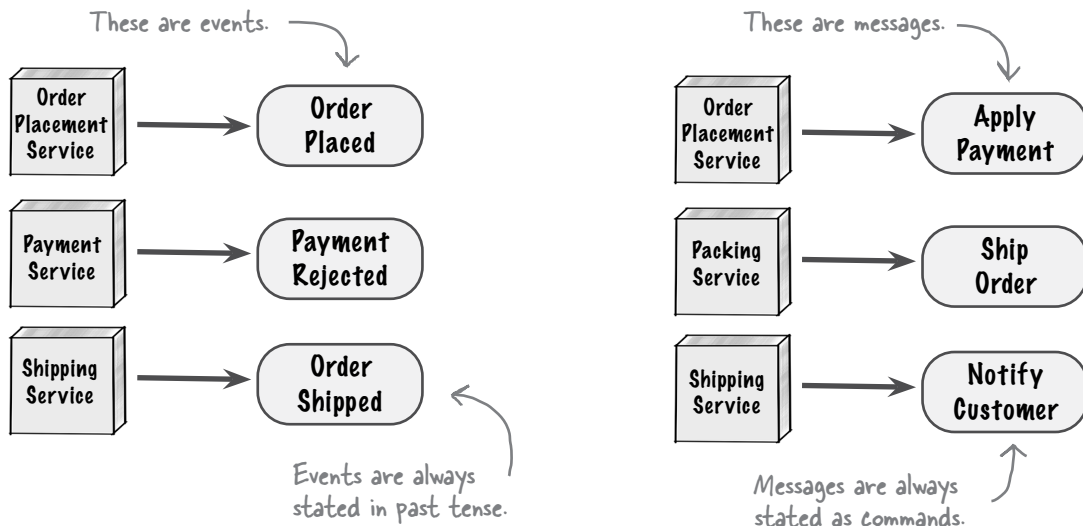 These are events.
Order
Placement
Service
Order
Placed
Payment
Service
Payment
Rejected
Shipping
Service
Order
Shipped
Events are always
stated in past tense.
These are messages.
Order
Placement
Service
Apply
Payment
Packing
Service
Ship
Order
Shipping
Service
Notify
Customer
Messages are always
stated as commands.